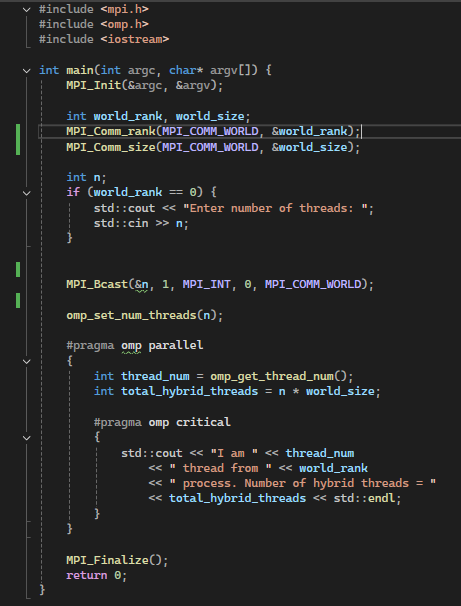 #include <mpi.h>
#include <omp.h>
#include <iostream>
int main(int argc, char* argv[]) {
MPI_Init(&argc, &argv);
int world_rank, world_size;
MPI_Comm_rank(MPI_COMM_WORLD, &world_rank);
MPI_Comm_size(MPI_COMM_WORLD, &world_size);
int n;
if (world_rank == 0) {
std::cout << "Enter number of threads: ";
std::cin >> n;
}
MPI_Bcast(&n, 1, MPI_INT, 0, MPI_COMM_WORLD);
omp_set_num_threads(n);
#pragma omp parallel
{
int thread_num = omp_get_thread_num();
int total_hybrid_threads = n * world_size;
#pragma omp critical
{
std::cout << "I am " << thread_num
<< " thread from " << world_rank
<< " process. Number of hybrid threads = "
<< total_hybrid_threads << std::endl;
}
}
MPI_Finalize();
return 0;
}